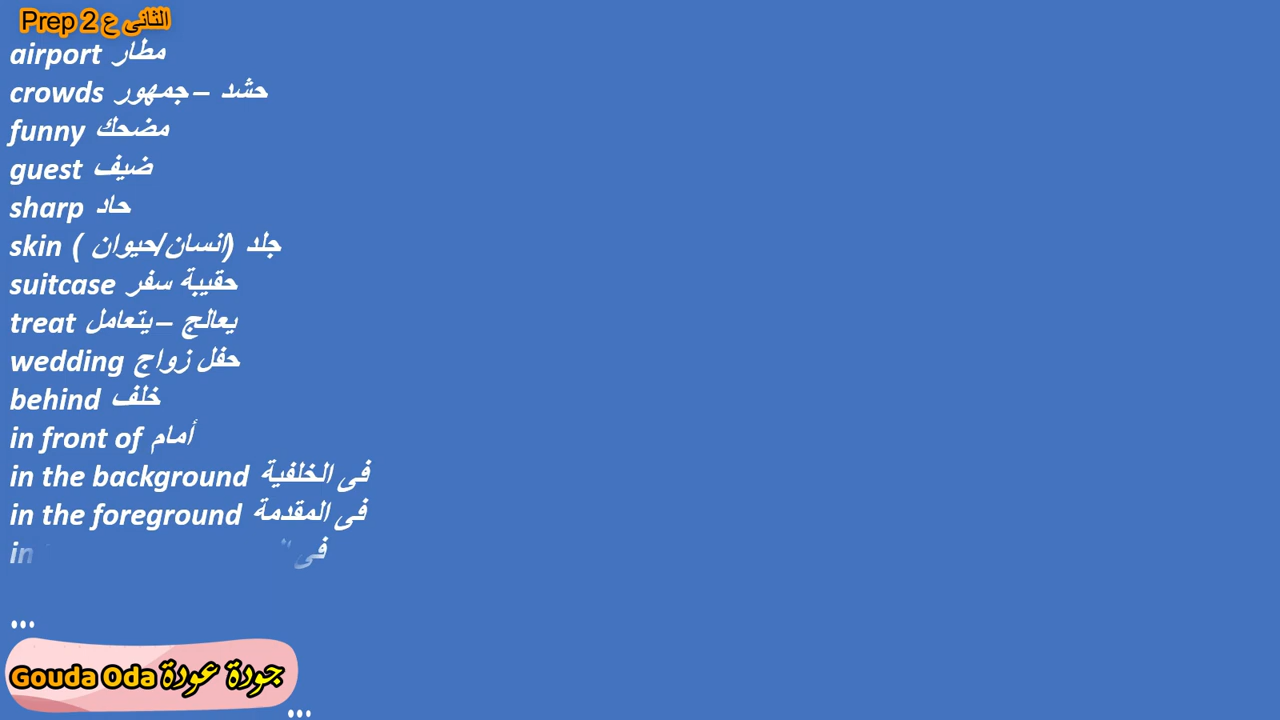 Prep 2 الثانى ع
airport مطار
crowds حشد – جمهور
funny مضحك
guest ضيف
sharp حاد
skin جلد (انسان/حيوان )
suitcase حقيبة سفر
treat يعالج – يتعامل
wedding حفل زواج
behind خلف
in front of أمام
in the background فى الخلفية
in the foreground فى المقدمة
in فى
...
Gouda Oda جودة عودة
...